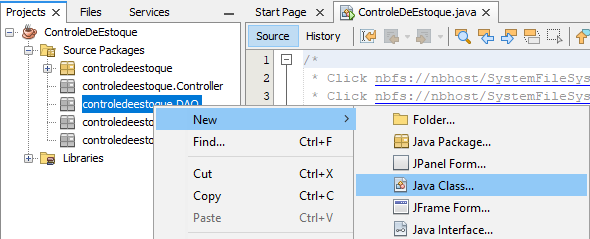 Projects × Files Services
ControleDeEstoque
Source Packages
controledeestoque
controledeestoque.Controller
controledeestoque.DAO
controledeesto
controledeesto
Libraries
Start Page × ControleDeEstoque.java ×
Source History
1 /*
2 * Click nbfs://nbhost/SystemFileSys
3 * Click nbfs://nbhost/SystemFileSys
New
Find... Ctrl+F
Cut Ctrl+X
Copy Ctrl+C
Paste Ctrl+V
Folder...
Java Package...
JPanel Form...
Java Class...
JFrame Form...
Java Interface...